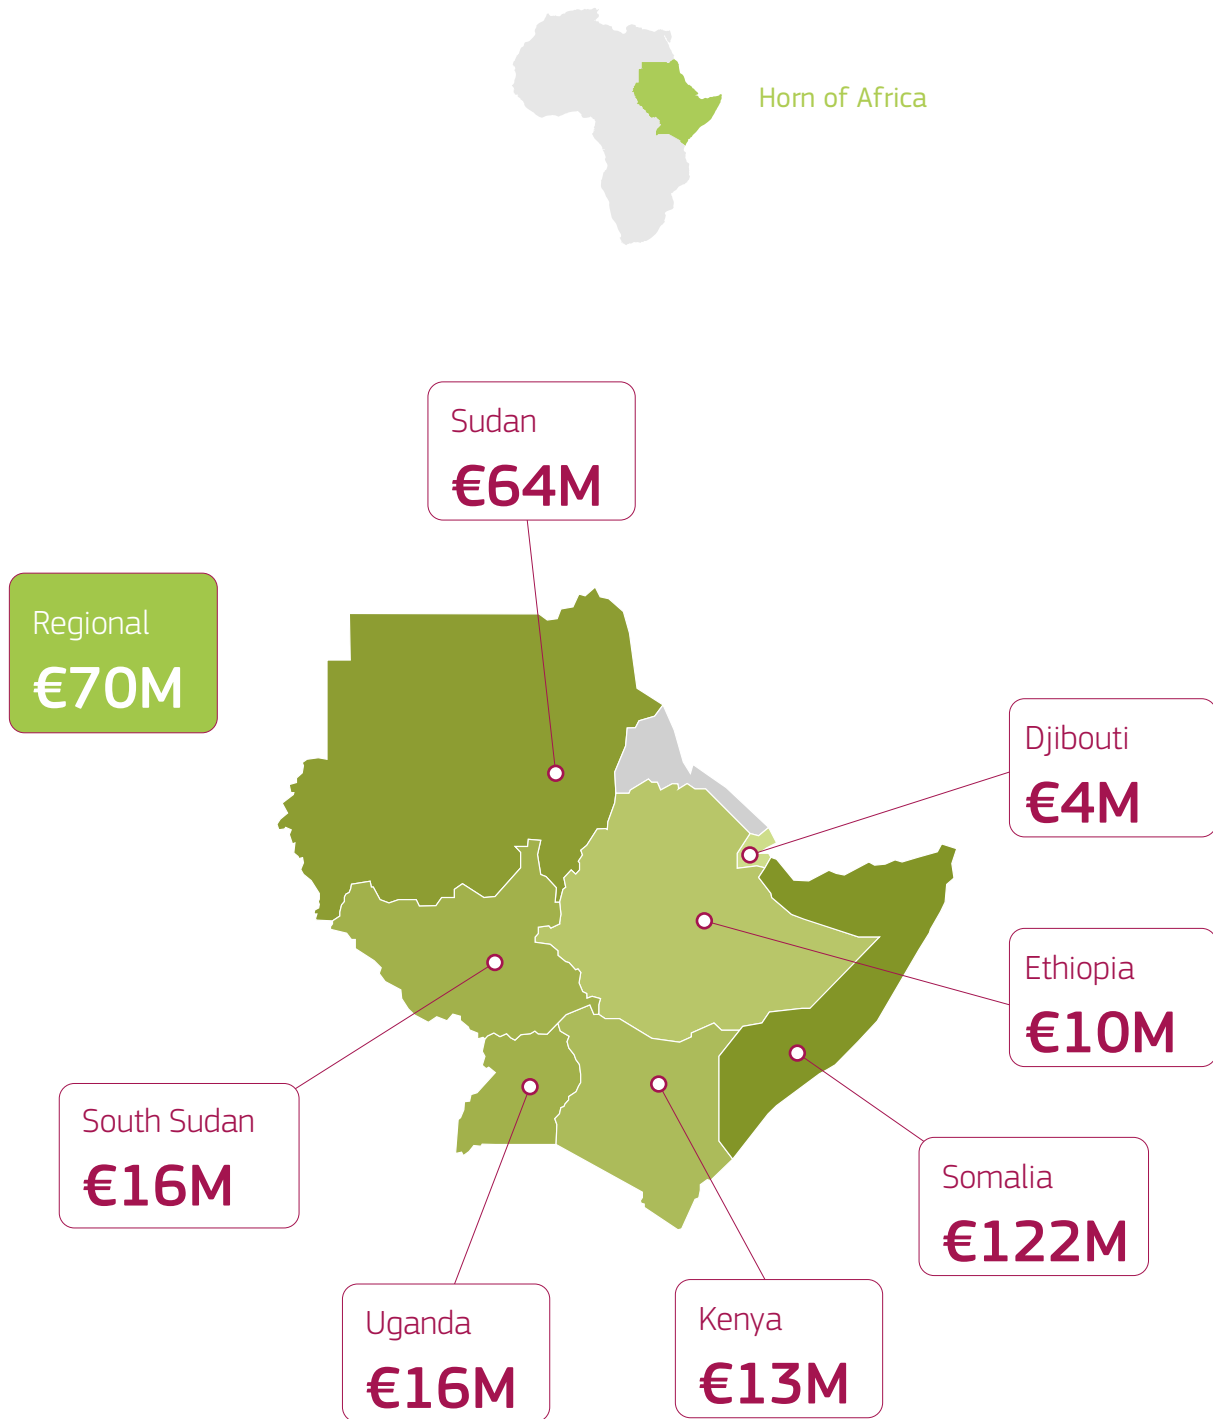 Horn of Africa
Sudan
€64M
Regional
€70M
Djibouti
€4M
Ethiopia
€10M
South Sudan
€16M
Somalia
€122M
Uganda
€16M
Kenya
€13M